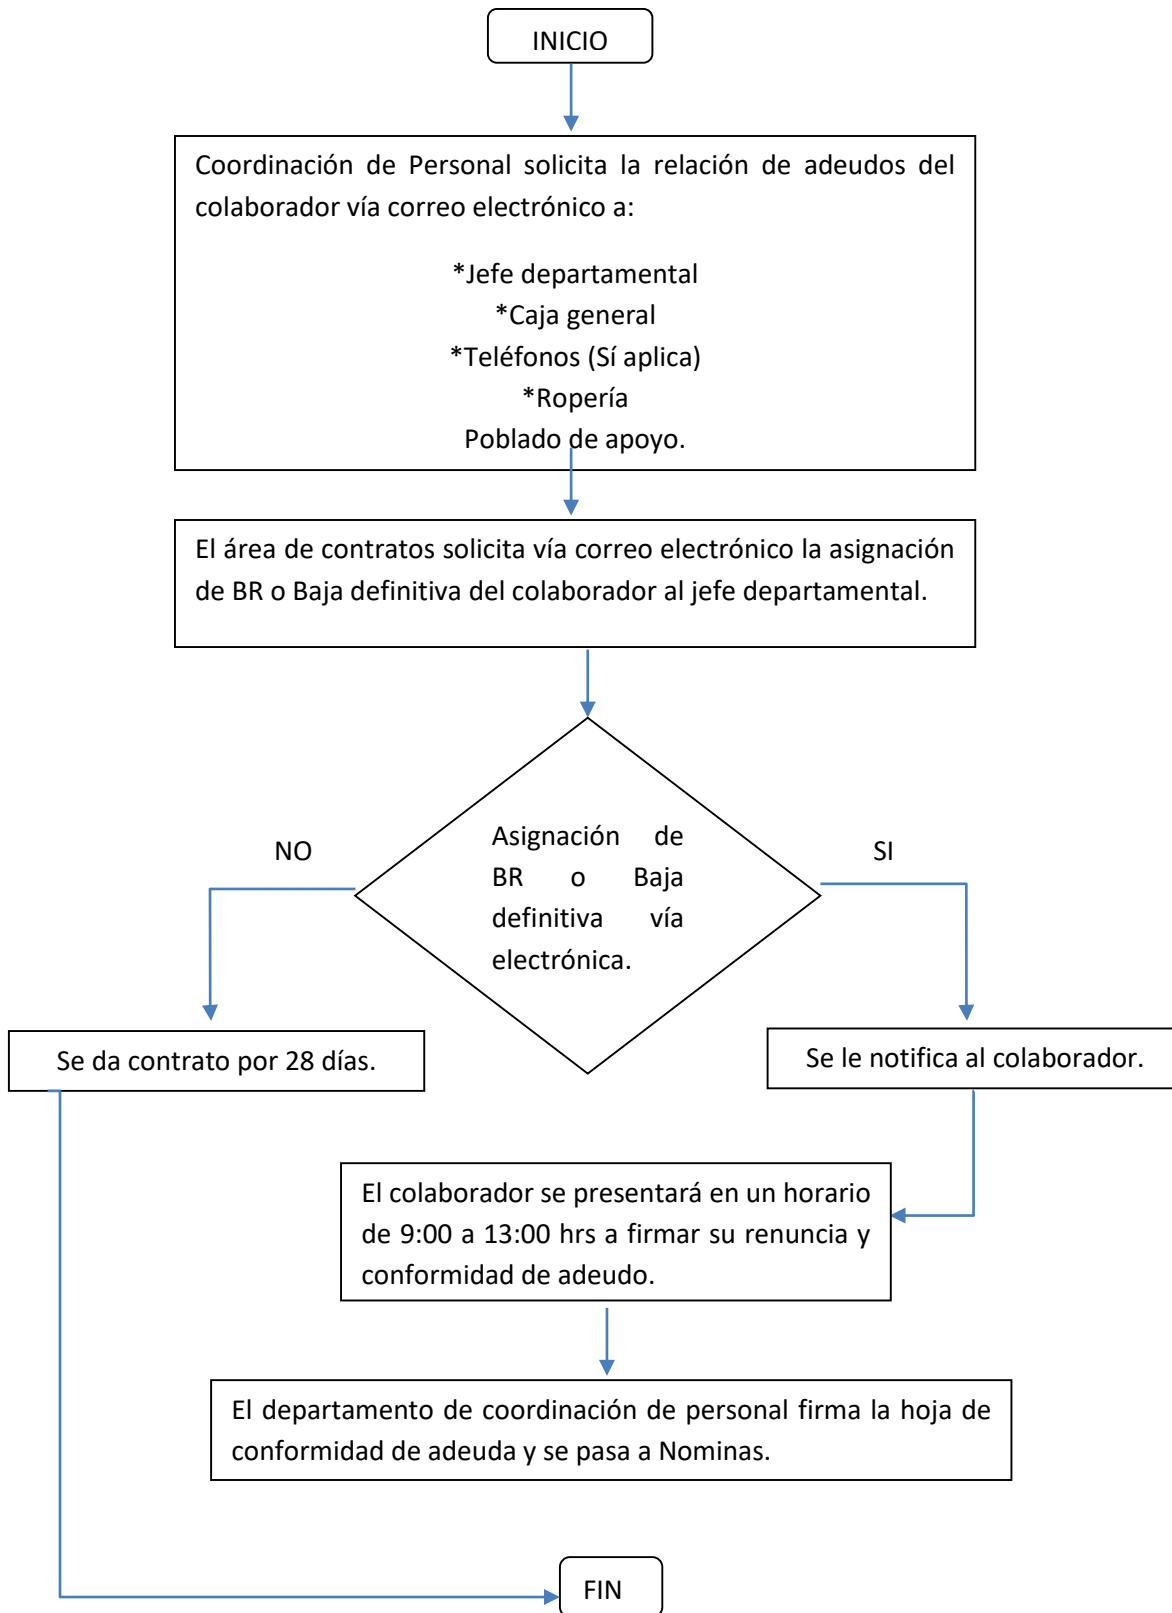 INICIO
Coordinación de Personal solicita la relación de adeudos del
colaborador vía correo electrónico a:
*Jefe departamental
*Caja general
*Teléfonos (Sí aplica)
*Ropería
Poblado de apoyo.
El área de contratos solicita vía correo electrónico la asignación
de BR o Baja definitiva del colaborador al jefe departamental.
Asignación de
BR o Baja
definitiva vía
electrónica.
NO
SI
Se da contrato por 28 días.
Se le notifica al colaborador.
El colaborador se presentará en un horario
de 9:00 a 13:00 hrs a firmar su renuncia y
conformidad de adeudo.
El departamento de coordinación de personal firma la hoja de
conformidad de adeuda y se pasa a Nominas.
FIN